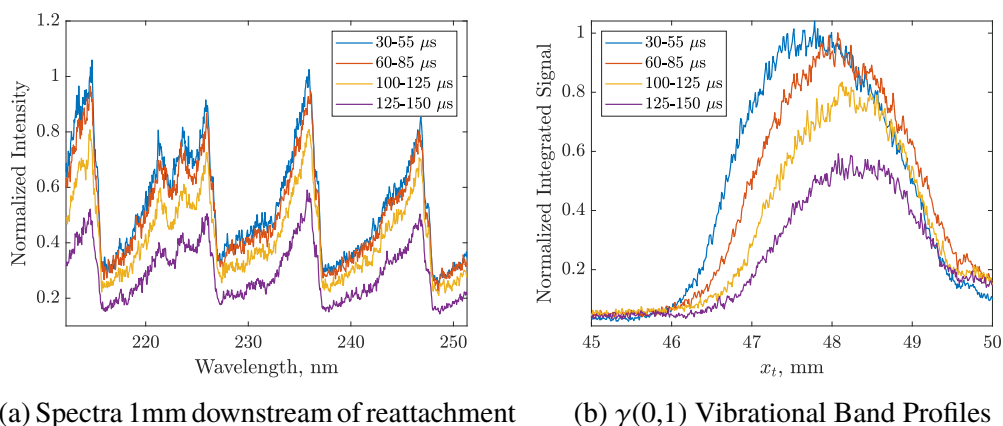 Normalized Intensity
1.2
1
0.8
0.6
0.4
0.2
30-55 μs
60-85 μs
100-125 μs
125-150 μs
220 230 240 250
Wavelength, nm
(a) Spectra 1mm downstream of reattachment
Normalized Integrated Signal
1
0.8
0.6
0.4
0.2
30-55 μs
60-85 μs
100-125 μs
125-150 μs
45 46 47 48 49 50
xₜ, mm
(b) γ(0,1) Vibrational Band Profiles